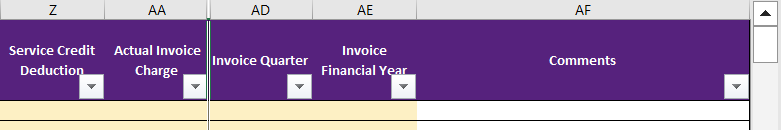 Z AA AD AE AF
Service Credit Deduction
Actual Invoice Charge
Invoice Quarter
Invoice Financial Year
Comments